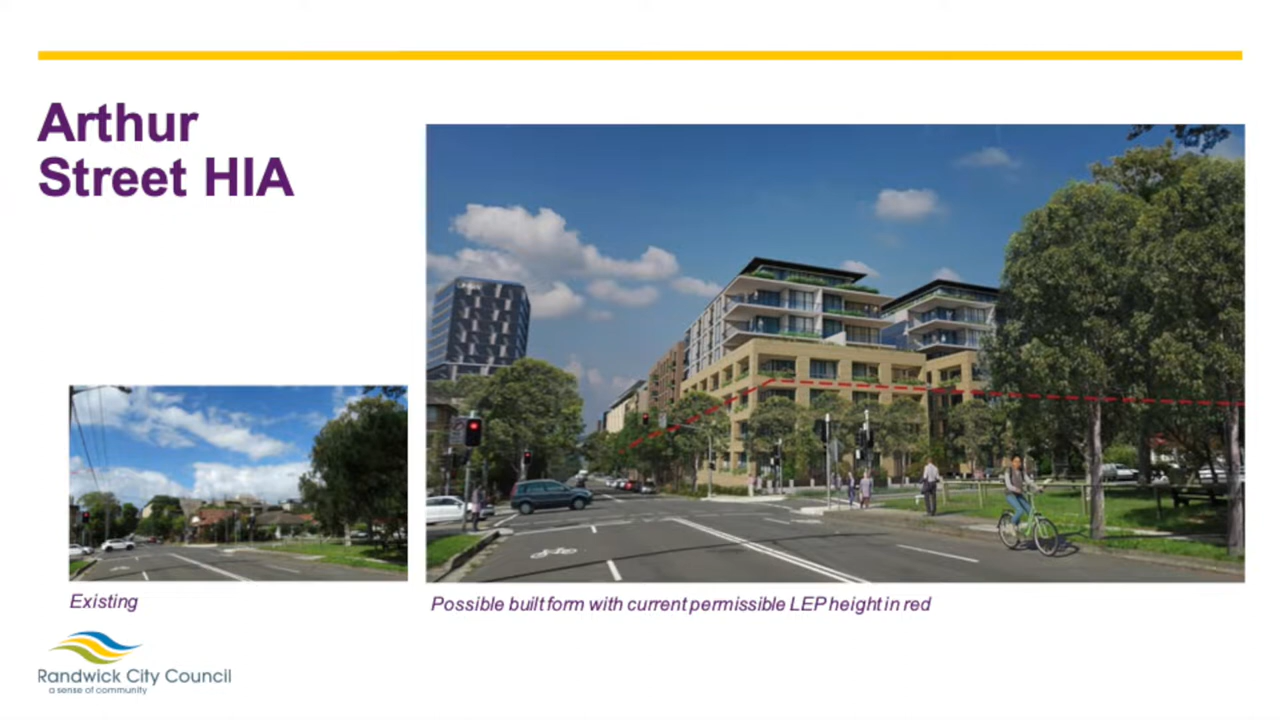 Arthur
Street HIA
Existing
Possible built form with current permissible LEP height in red
Randwick City Council
a sense of community